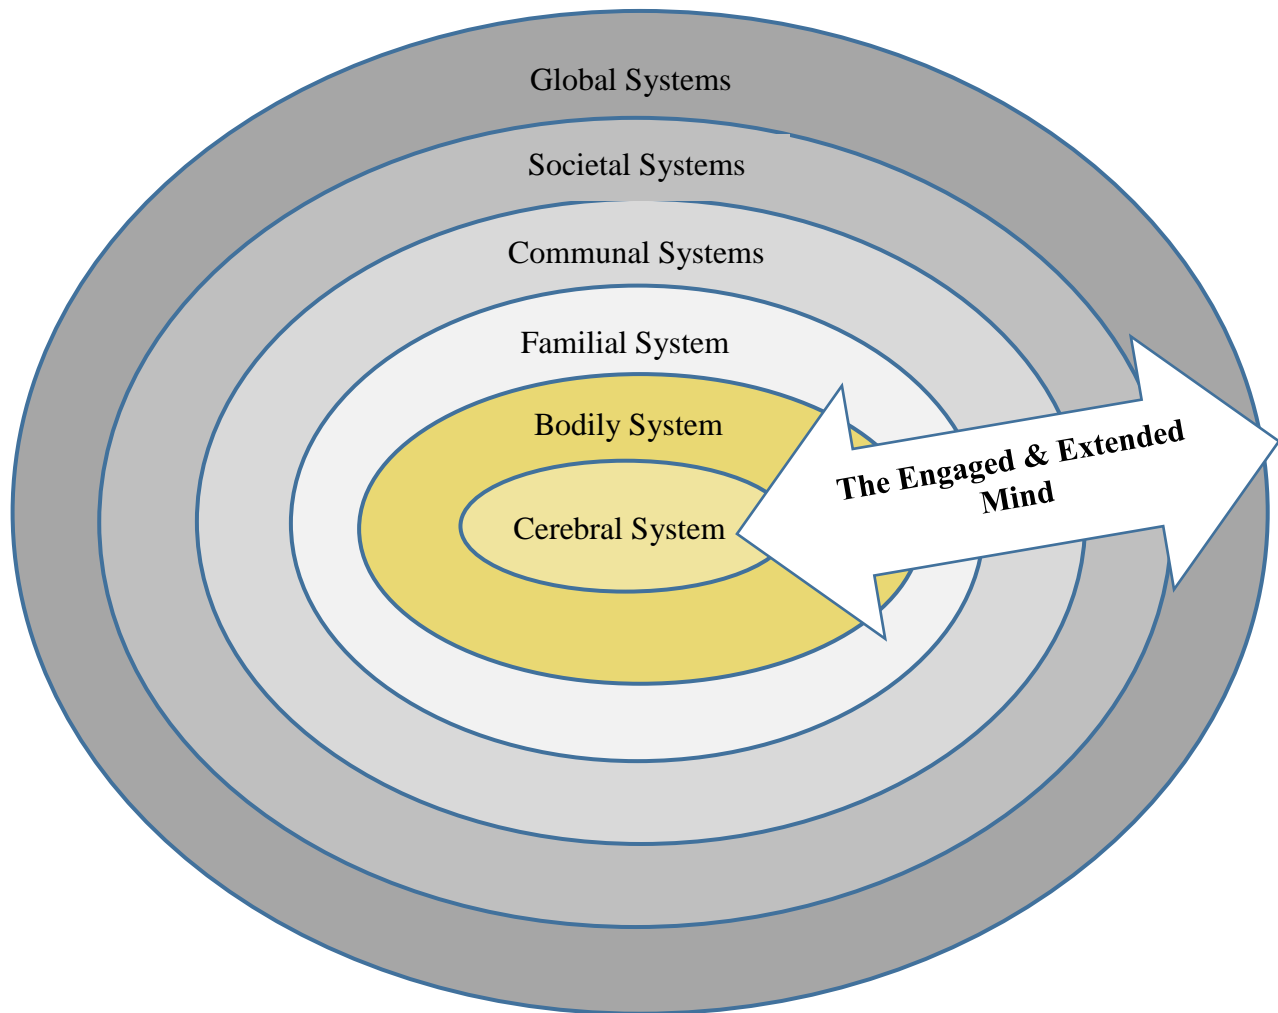 Global Systems
Societal Systems
Communal Systems
Familial System
Bodily System
Cerebral System
The Engaged & Extended
Mind